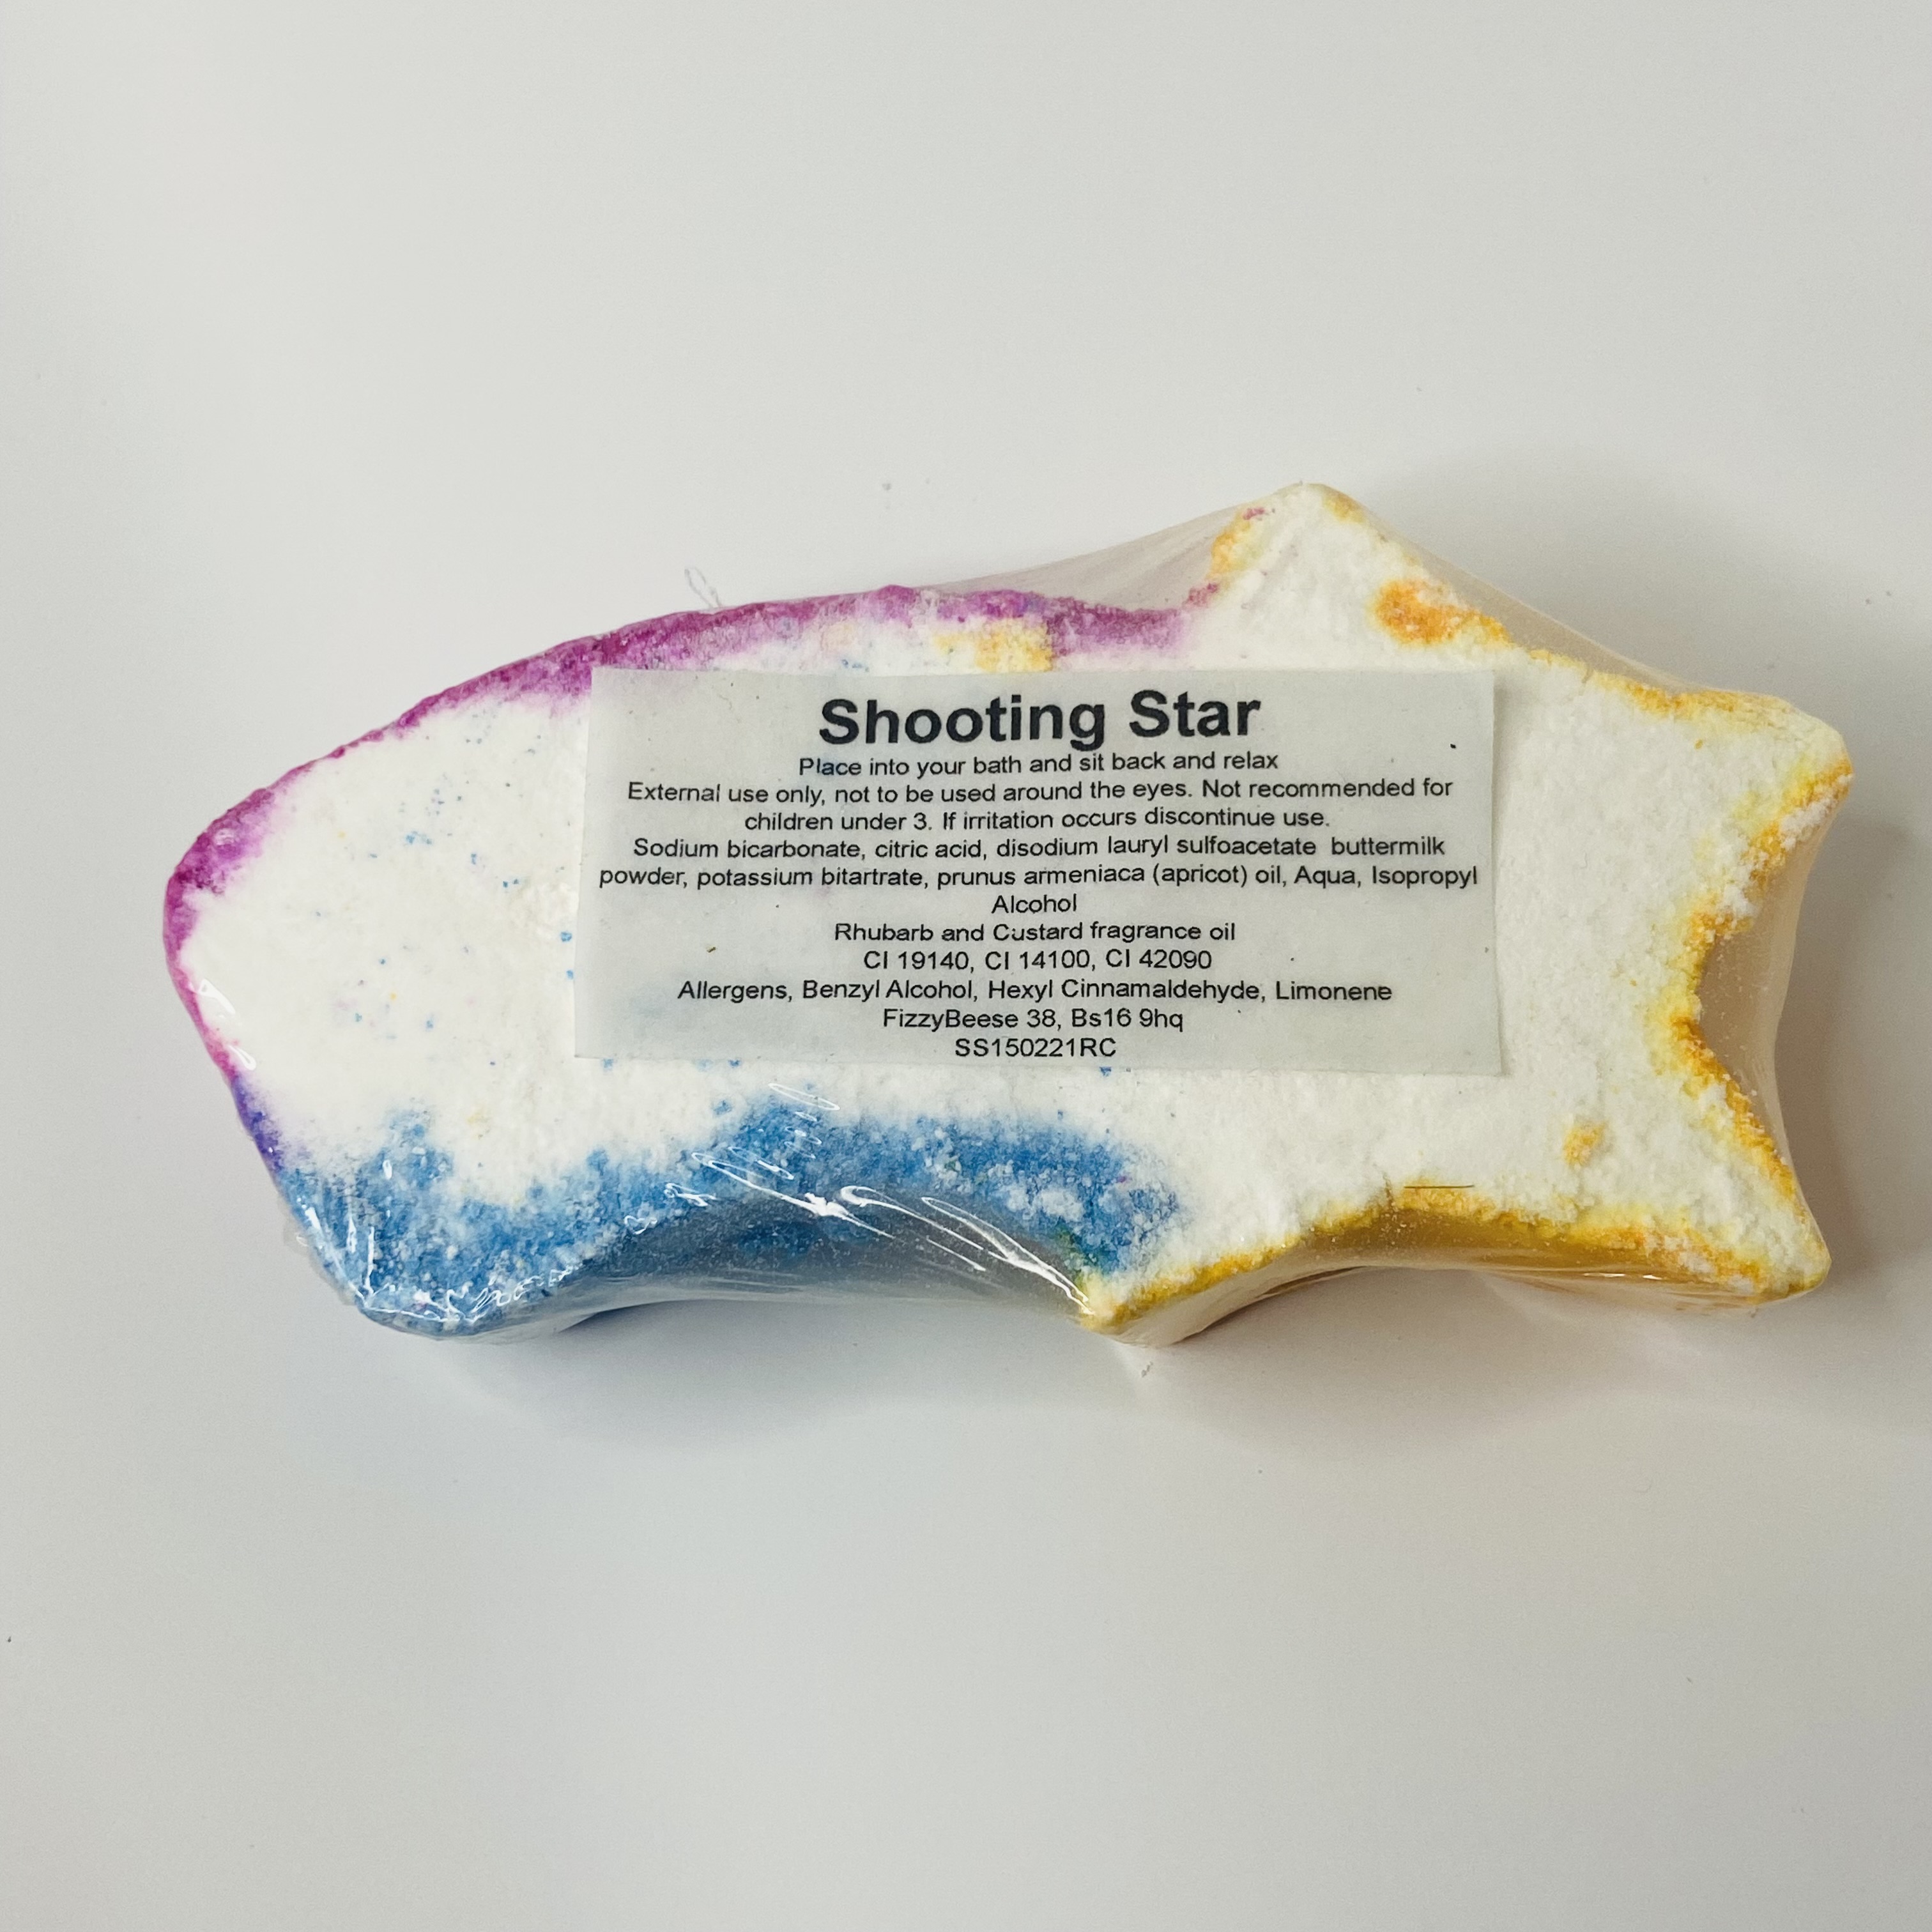 Shooting Star
Place into your bath and sit back and relax
External use only, not to be used around the eyes. Not recommended for
children under 3. If irritation occurs discontinue use.
Sodium bicarbonate, citric acid, disodium lauryl sulfoacetate buttermilk
powder, potassium bitartrate, prunus armeniaca (apricot) oil, Aqua, Isopropyl
Alcohol
Rhubarb and Custard fragrance oil
CI 19140, CI 14100, CI 42090
Allergens, Benzyl Alcohol, Hexyl Cinnamaldehyde, Limonene
FizzyBeese 38, Bs16 9hq
SS150221RC